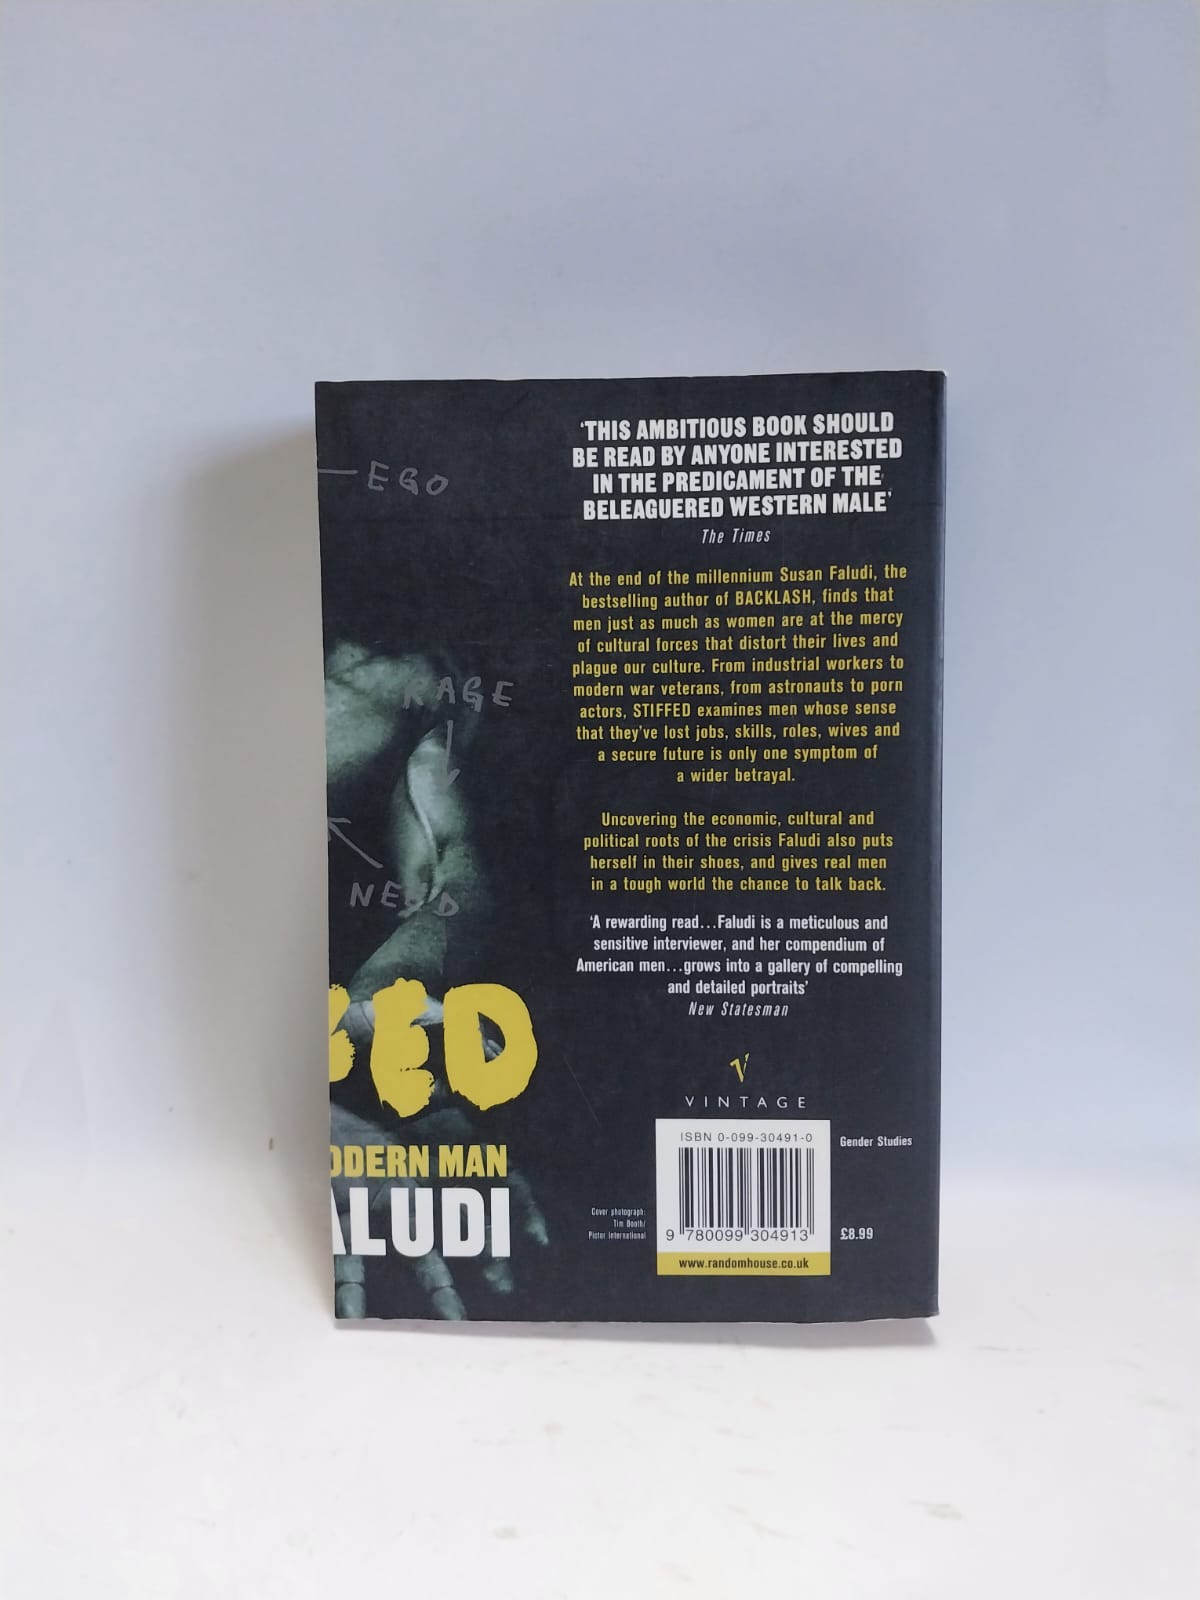 EGO
RAGE
NEED
ED
ODERN MAN
ALUDI
'THIS AMBITIOUS BOOK SHOULD
BE READ BY ANYONE INTERESTED
IN THE PREDICAMENT OF THE
BELEAGUERED WESTERN MALE'
The Times
At the end of the millennium Susan Faludi, the
bestselling author of BACKLASH, finds that
men just as much as women are at the mercy
of cultural forces that distort their lives and
plague our culture. From industrial workers to
modern war veterans, from astronauts to porn
actors, STIFFED examines men whose sense
that they've lost jobs, skills, roles, wives and
a secure future is only one symptom of
a wider betrayal.
Uncovering the economic, cultural and
political roots of the crisis Faludi also puts
herself in their shoes, and gives real men
in a tough world the chance to talk back.
'A rewarding read...Faludi is a meticulous and
sensitive interviewer, and her compendium of
American men...grows into a gallery of compelling
and detailed portraits'
New Statesman
V
VINTAGE
ISBN 0-099-30491-0
9 780099 304913
www.randomhouse.co.uk
Gender Studies
£8.99
Cover photograph:
Tim Booth/
Pictor International